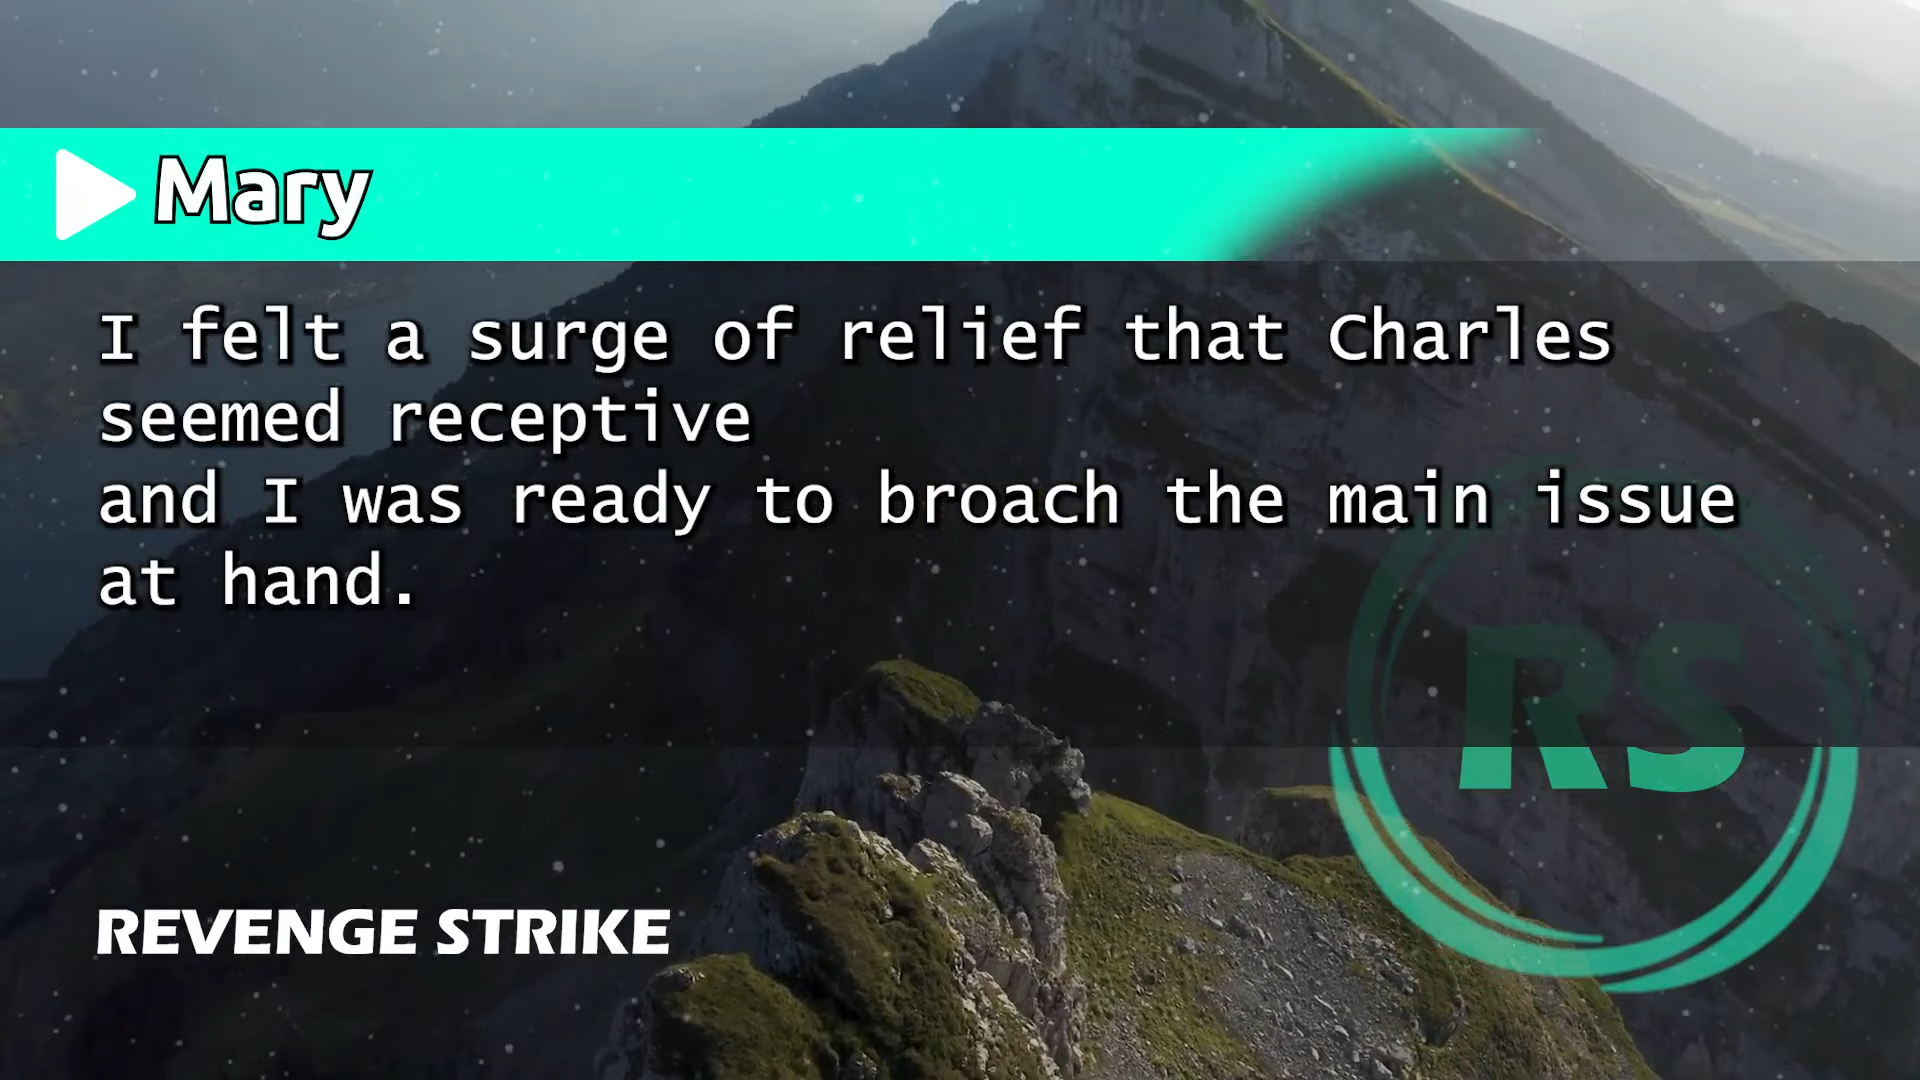 Mary
I felt a surge of relief that Charles
seemed receptive
and I was ready to broach the main issue
at hand.
RS
REVENGE STRIKE